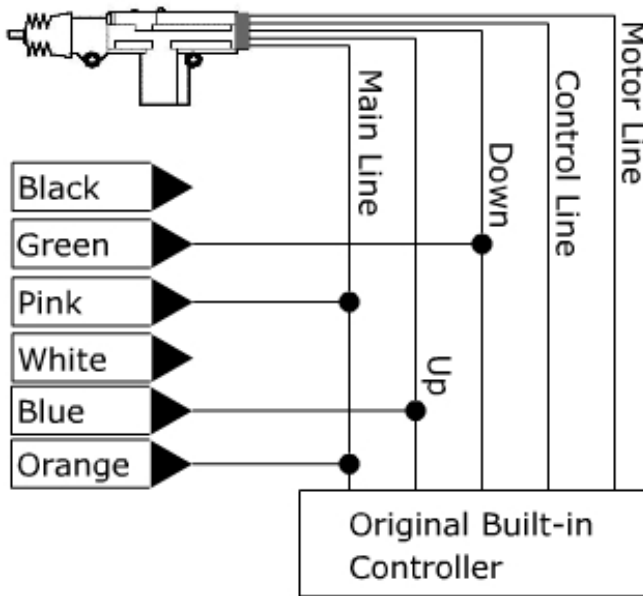 Main Line
Up
Down
Control Line
Motor Line
Black
Green
Pink
White
Blue
Orange
Original Built-in
Controller